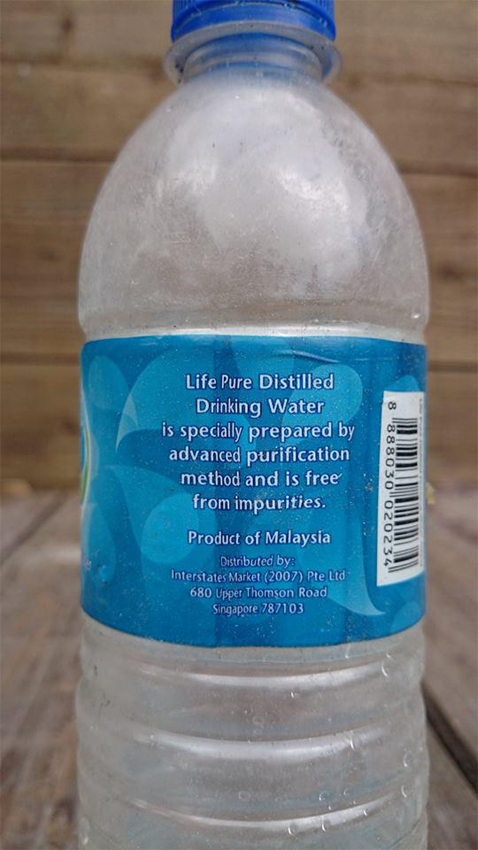 Life Pure Distilled
Drinking Water
is specially prepared by
advanced purification
method and is free
from impurities.
Product of Malaysia
Distributed by:
Interstates Market (2007) Pte Ltd
680 Upper Thomson Road
Singapore 787103
8 888030 020234